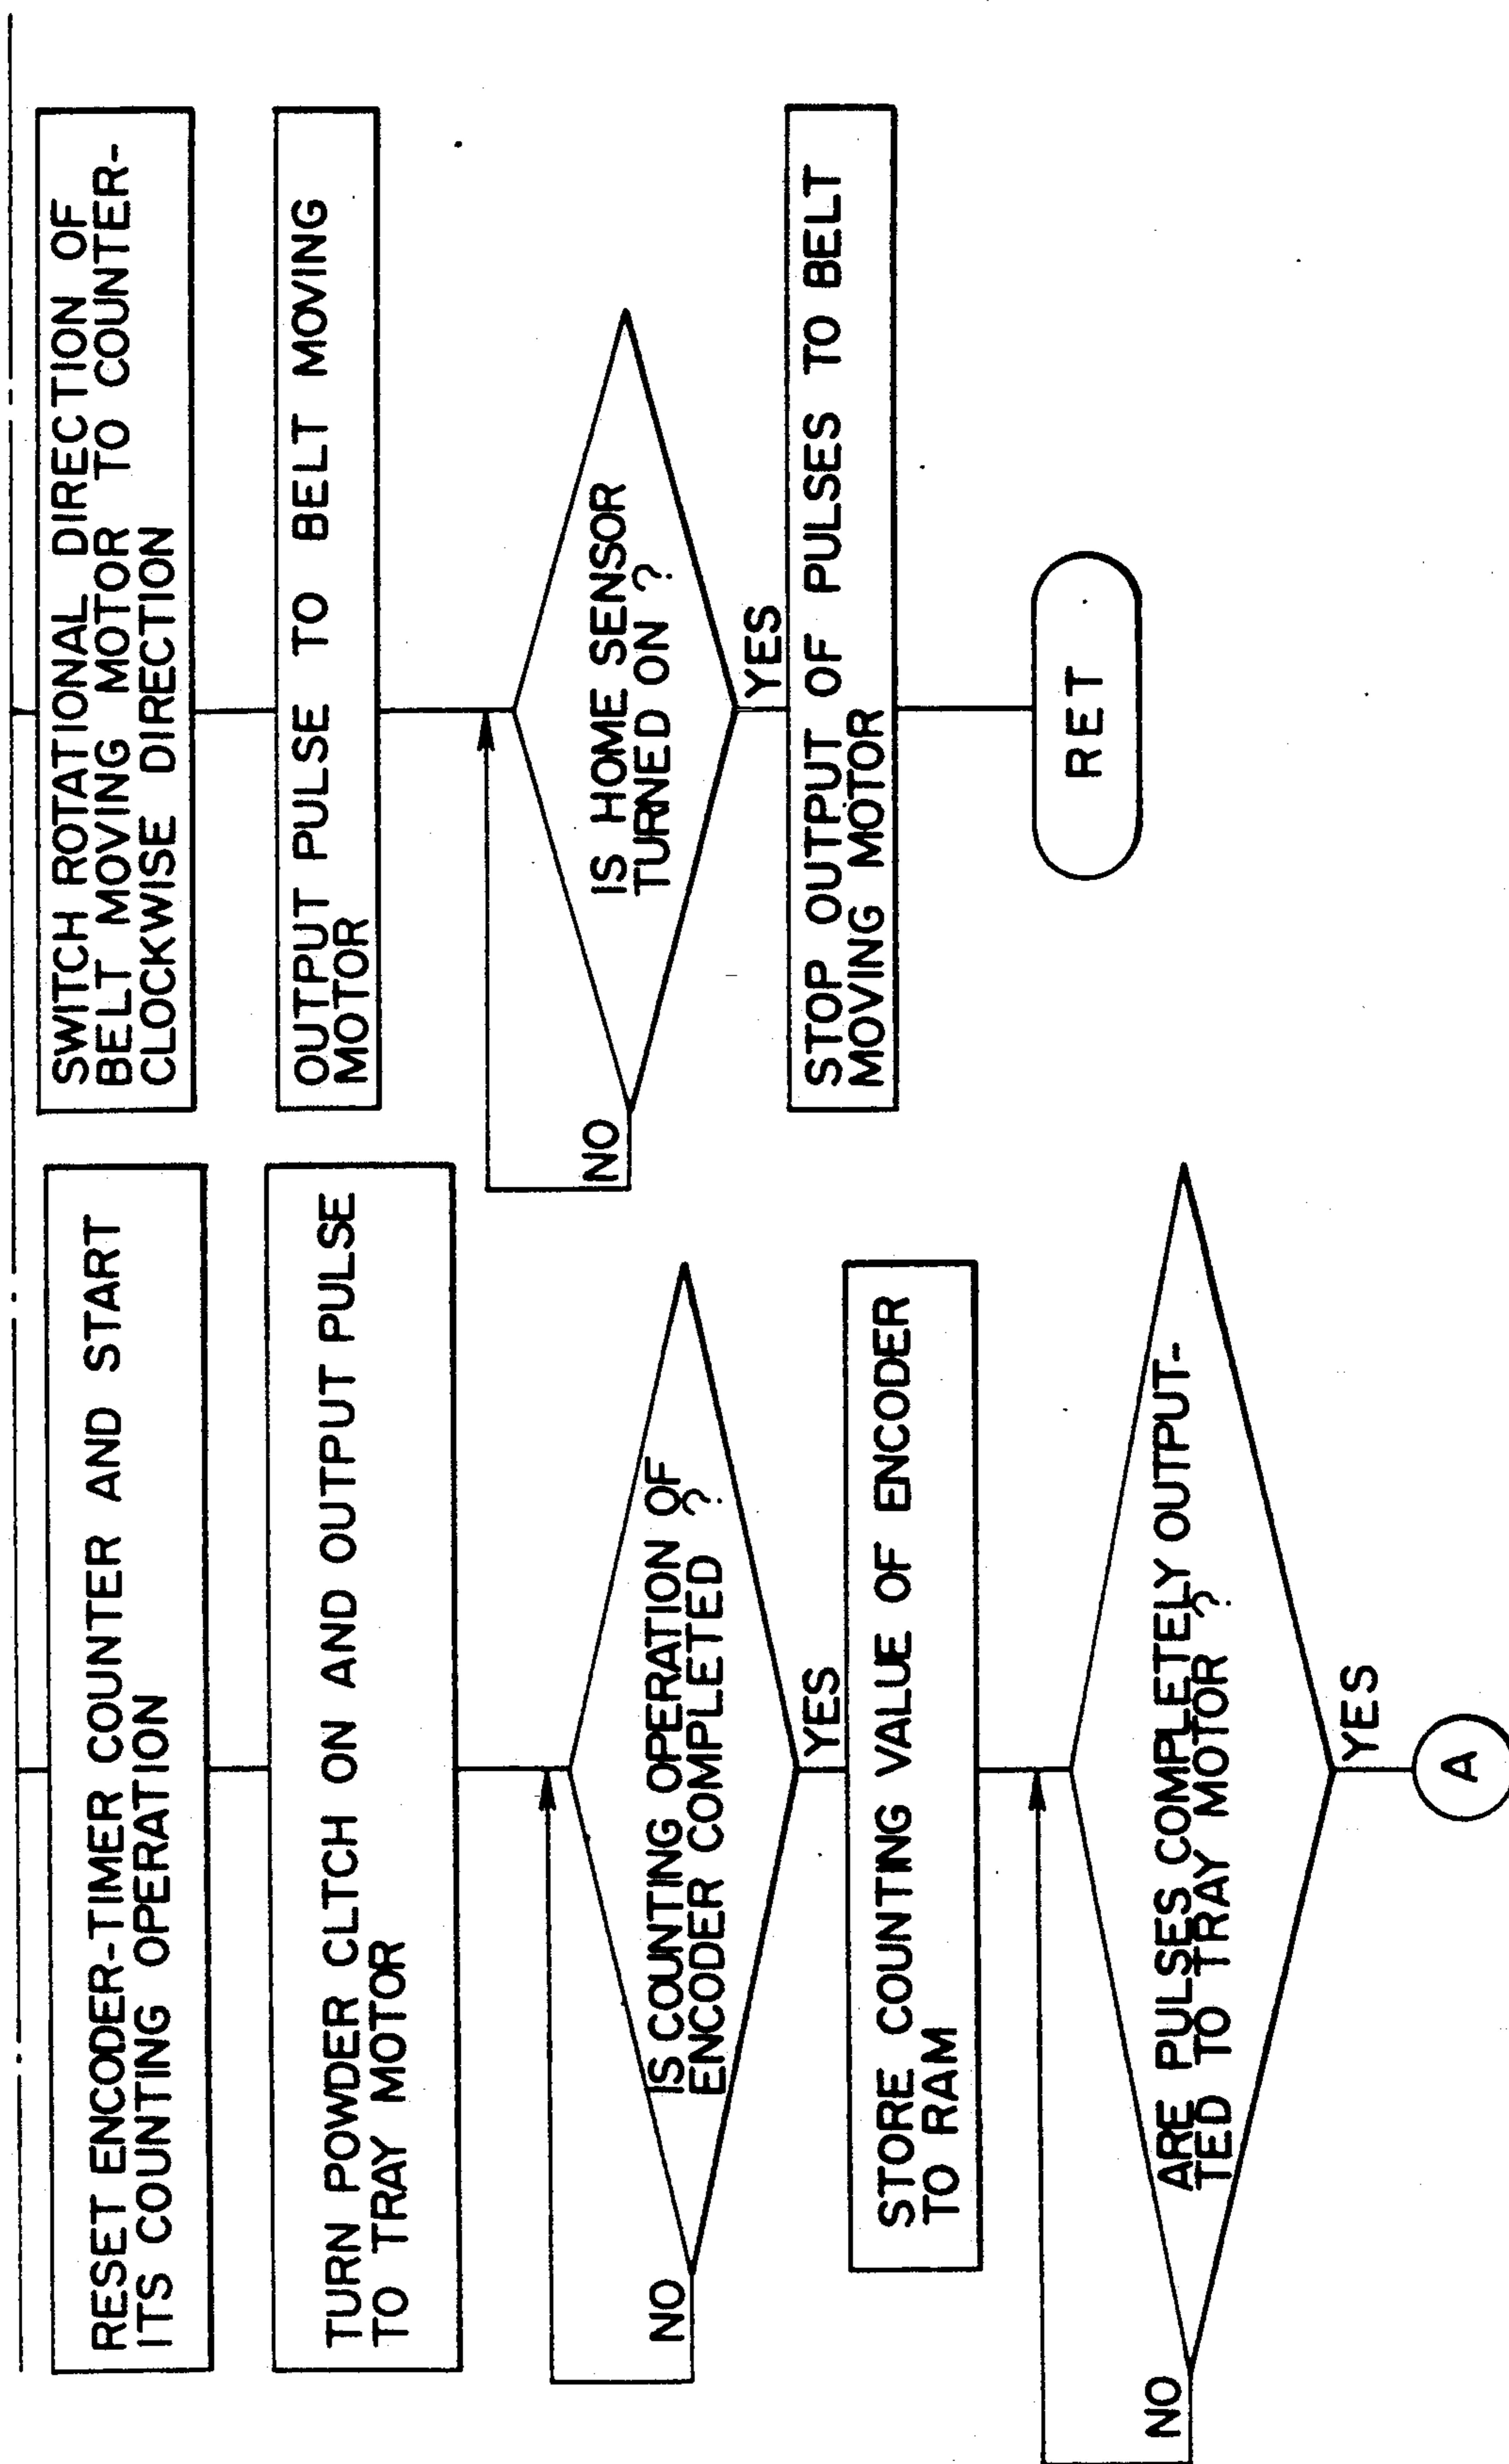 RESET ENCODER-TIMER COUNTER AND START
ITS COUNTING OPERATION
TURN POWDER CLTCH ON AND OUTPUT PULSE
TO TRAY MOTOR
IS COUNTING OPERATION OF
ENCODER COMPLETED ?
NO
YES
STORE COUNTING VALUE OF ENCODER
TO RAM
ARE PULSES COMPLETELY OUTPUT-
TED TO TRAY MOTOR ?
NO
YES
A
SWITCH ROTATIONAL DIRECTION OF
BELT MOVING MOTOR TO COUNTER-
CLOCKWISE DIRECTION
OUTPUT PULSE TO BELT MOVING
MOTOR
IS HOME SENSOR
TURNED ON ?
NO
YES
STOP OUTPUT OF PULSES TO BELT
MOVING MOTOR
RET